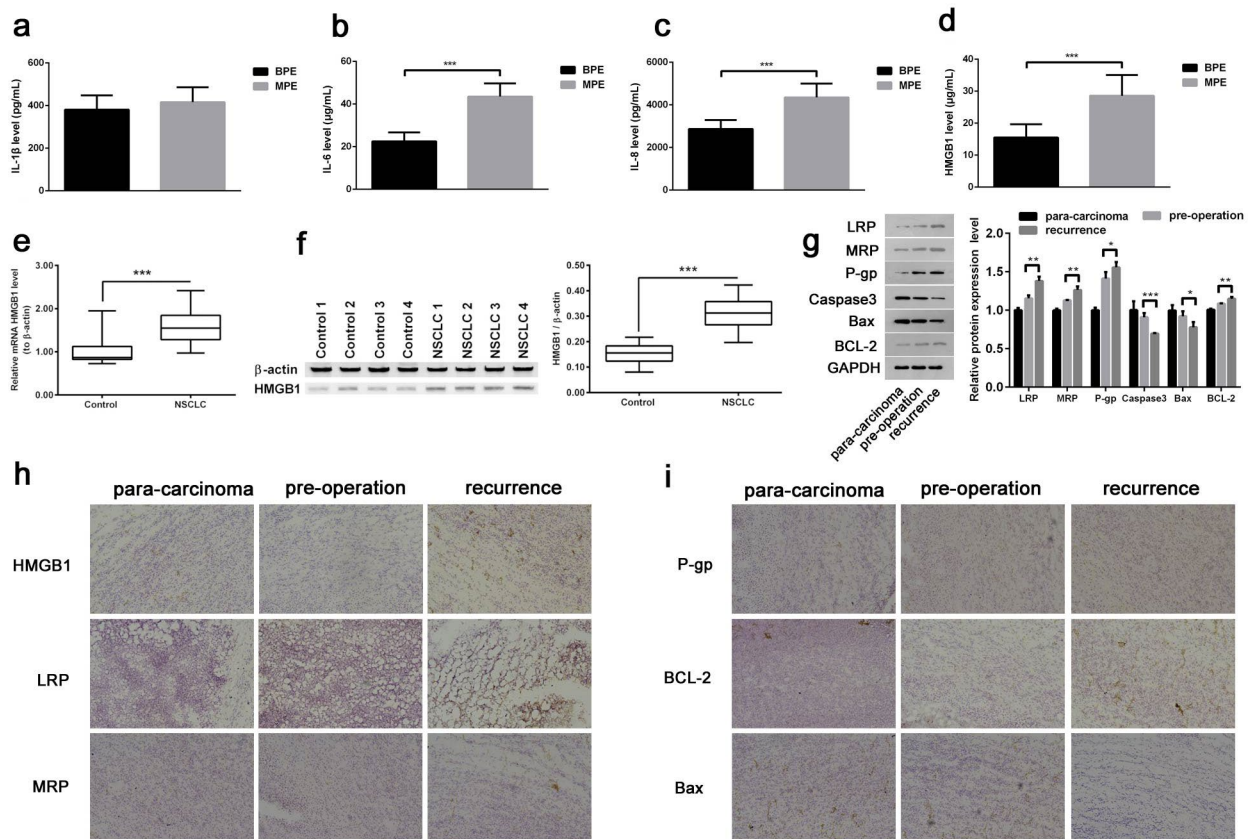 a
IL-1β level (pg/mL)
600
400
200
0
BPE
MPE
b
IL-6 level (μg/mL)
60
40
20
0
***
BPE
MPE
c
IL-8 level (pg/mL)
6000
4000
2000
0
***
BPE
MPE
d
HMGB1 level (μg/mL)
40
30
20
10
0
***
BPE
MPE
e
Relative mRNA HMGB1 level
(to β-actin)
3.00
2.00
1.00
0.00
***
Control
NSCLC
f
Control 1
Control 2
Control 3
Control 4
NSCLC 1
NSCLC 2
NSCLC 3
NSCLC 4
β-actin
HMGB1
HMGB1 / β-actin
0.50
0.40
0.30
0.20
0.10
0.00
***
Control
NSCLC
g
LRP
MRP
P-gp
Caspase3
Bax
BCL-2
GAPDH
para-carcinoma
pre-operation
recurrence
para-carcinoma
pre-operation
recurrence
Relative protein expression level
2.0
1.5
1.0
0.5
0.0
**
**
*
***
*
**
LRP
MRP
P-gp
Caspase3
Bax
BCL-2
h
para-carcinoma
pre-operation
recurrence
HMGB1
LRP
MRP
i
para-carcinoma
pre-operation
recurrence
P-gp
BCL-2
Bax